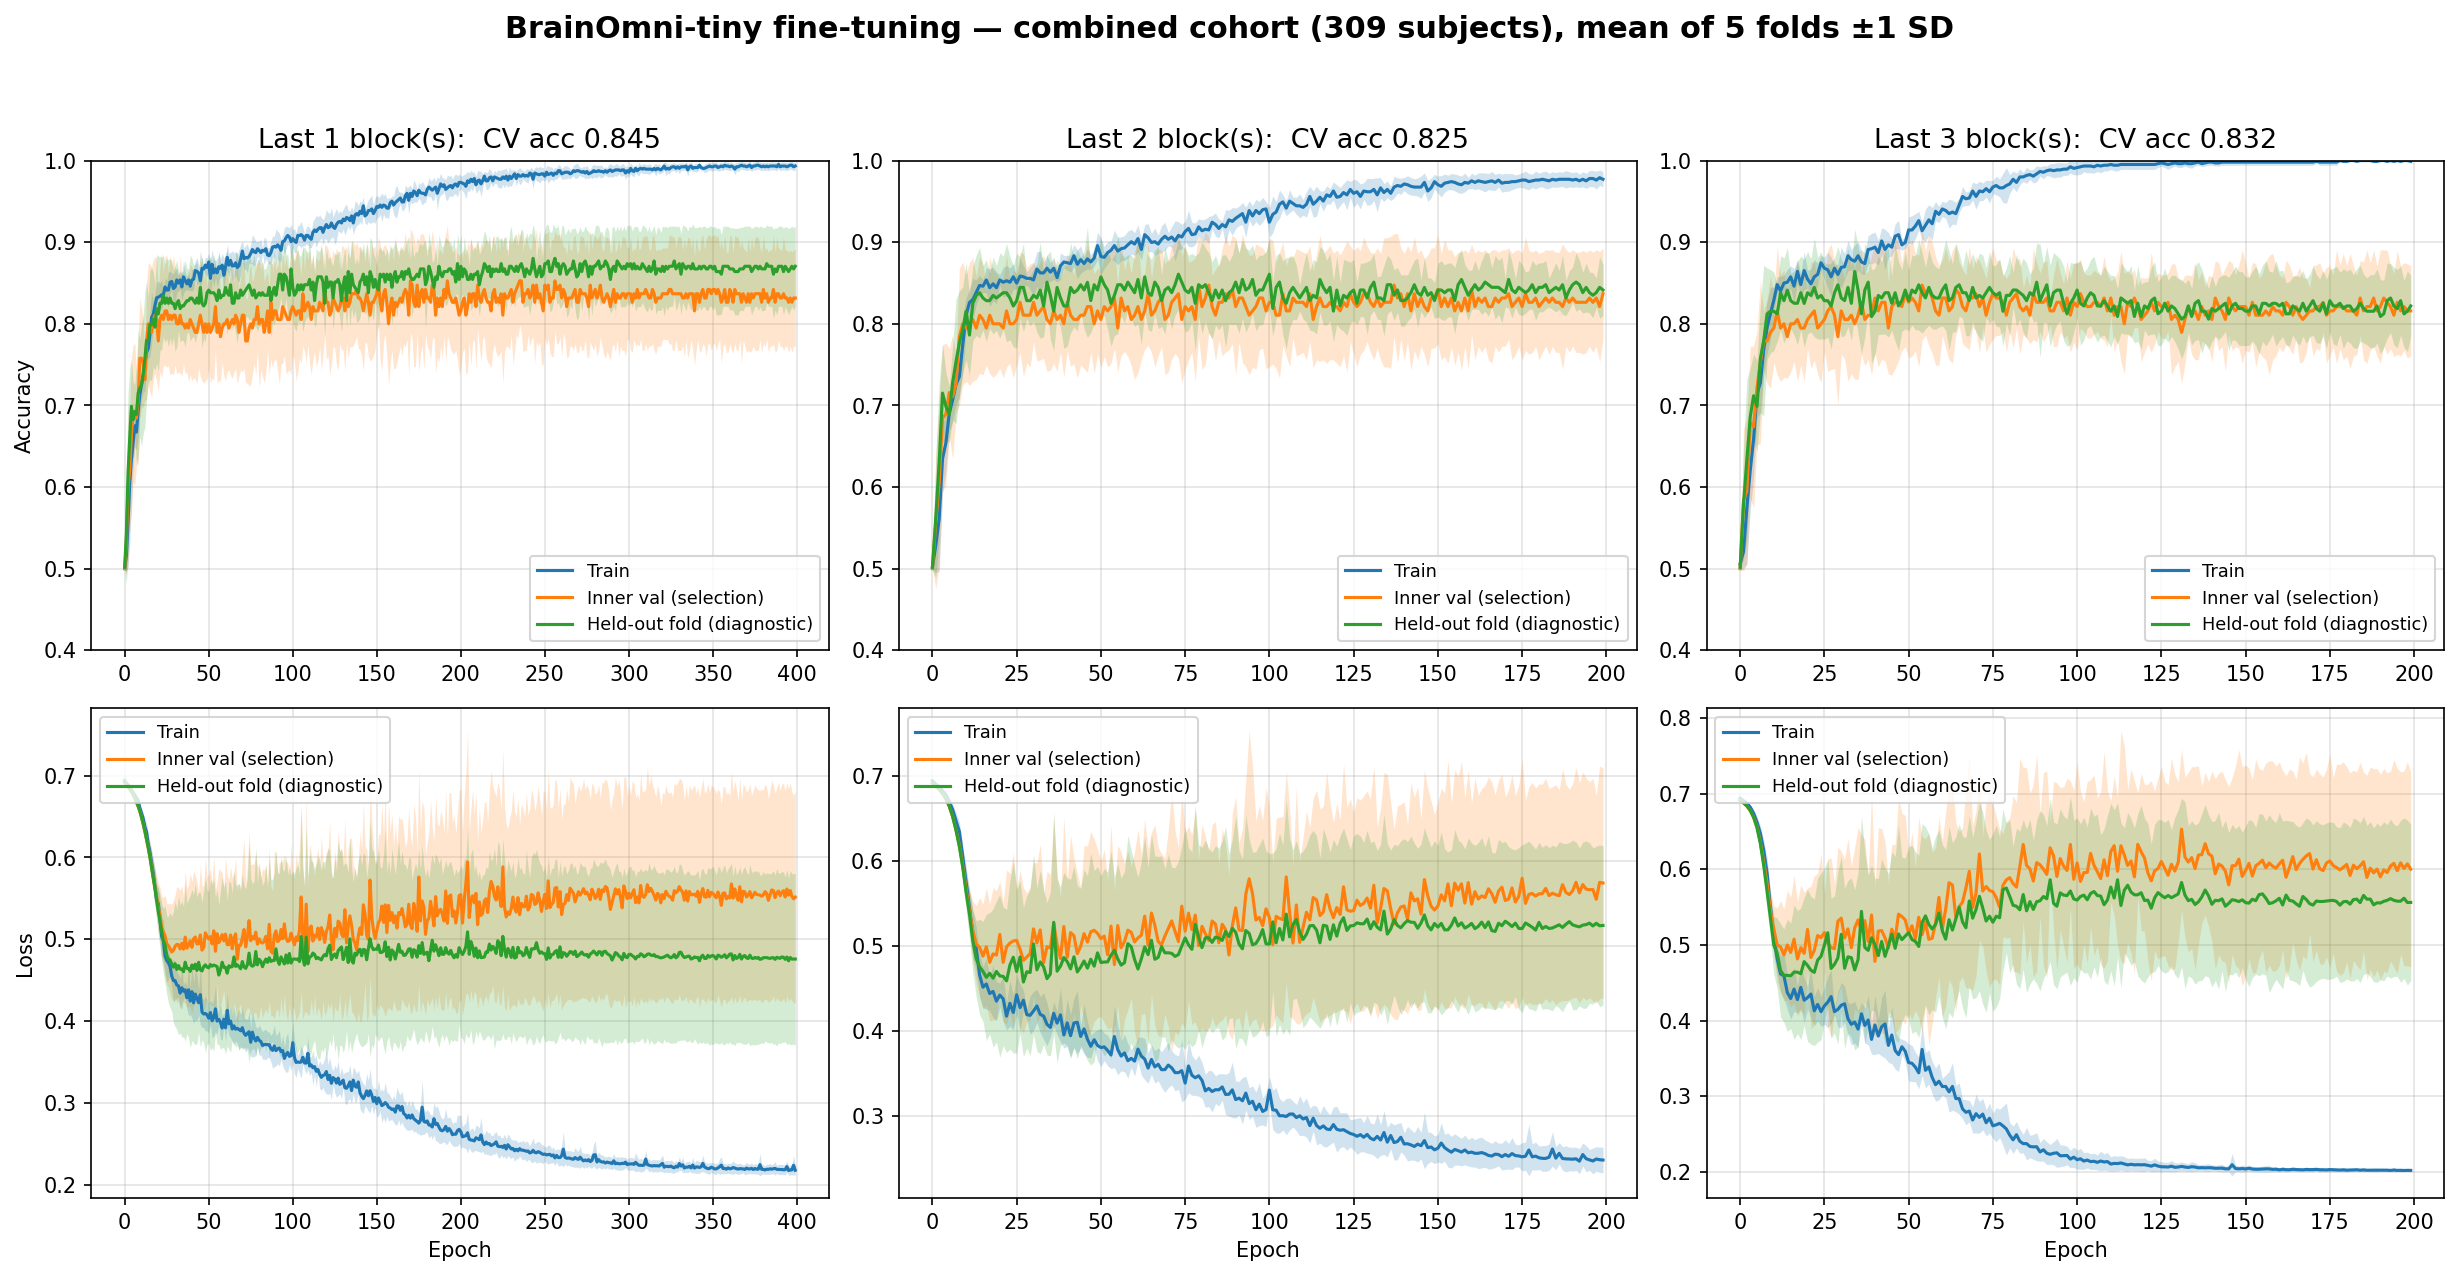 BrainOmni-tiny fine-tuning — combined cohort (309 subjects), mean of 5 folds ±1 SD
Last 1 block(s):  CV acc 0.845
Accuracy
1.0
0.9
0.8
0.7
0.6
0.5
0.4
0 50 100 150 200 250 300 350 400
Train
Inner val (selection)
Held-out fold (diagnostic)
Last 2 block(s):  CV acc 0.825
1.0
0.9
0.8
0.7
0.6
0.5
0.4
0 25 50 75 100 125 150 175 200
Train
Inner val (selection)
Held-out fold (diagnostic)
Last 3 block(s):  CV acc 0.832
1.0
0.9
0.8
0.7
0.6
0.5
0.4
0 25 50 75 100 125 150 175 200
Train
Inner val (selection)
Held-out fold (diagnostic)
Loss
0.7
0.6
0.5
0.4
0.3
0.2
Train
Inner val (selection)
Held-out fold (diagnostic)
0 50 100 150 200 250 300 350 400
Epoch
0.7
0.6
0.5
0.4
0.3
Train
Inner val (selection)
Held-out fold (diagnostic)
0 25 50 75 100 125 150 175 200
Epoch
0.8
0.7
0.6
0.5
0.4
0.3
0.2
Train
Inner val (selection)
Held-out fold (diagnostic)
0 25 50 75 100 125 150 175 200
Epoch